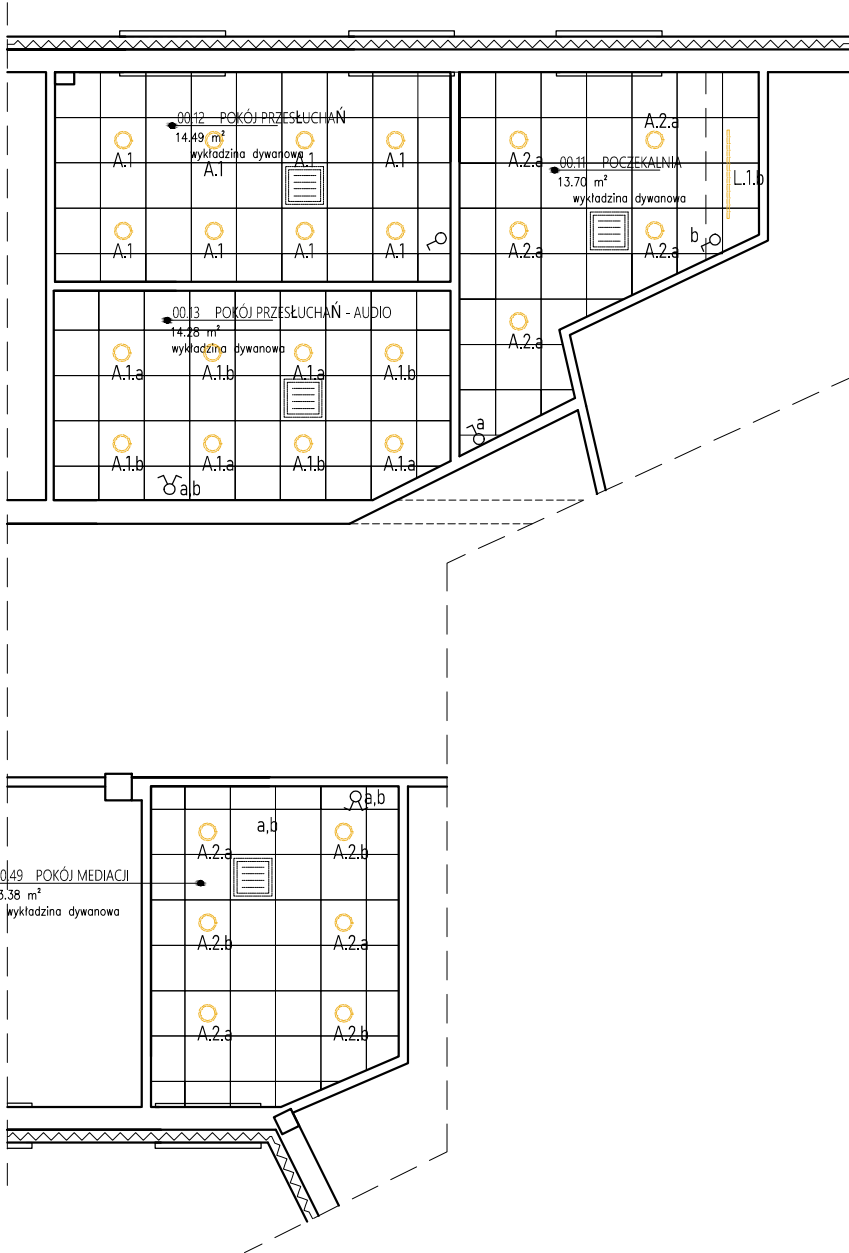 00.12 POKÓJ PRZESŁUCHAŃ
14.49 m²
wykładzina dywanowa
A.1
A.1
A.1
A.1
A.1
A.1
A.1
A.1
A.2.a
A.2.a
00.11 POCZEKALNIA
13.70 m²
wykładzina dywanowa
L.1.b
A.2.a
A.2.a
b
A.2.a
a
00.13 POKÓJ PRZESŁUCHAŃ - AUDIO
14.28 m²
wykładzina dywanowa
A.1.a
A.1.b
A.1.a
A.1.b
A.1.b
A.1.a
A.1.b
A.1.a
a,b
a,b
a,b
A.2.a
A.2.b
0.49 POKÓJ MEDIACJI
3.38 m²
wykładzina dywanowa
A.2.b
A.2.a
A.2.a
A.2.b